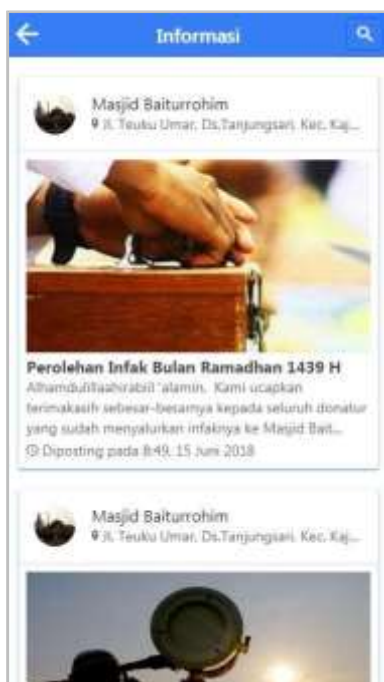 Informasi
Masjid Baiturrohim
Jl. Teuku Umar, Ds.Tanjungsari, Kec. Kaj...
Perolehan Infak Bulan Ramadhan 1439 H
Alhamdulillaahirabiil 'alamin, Kami ucapkan
terimakasih sebesar-besarnya kepada seluruh donatur
yang sudah menyalurkan infaknya ke Masjid Bait...
Diposting pada 8:49, 15 Juni 2018
Masjid Baiturrohim
Jl. Teuku Umar, Ds.Tanjungsari, Kec. Kaj...